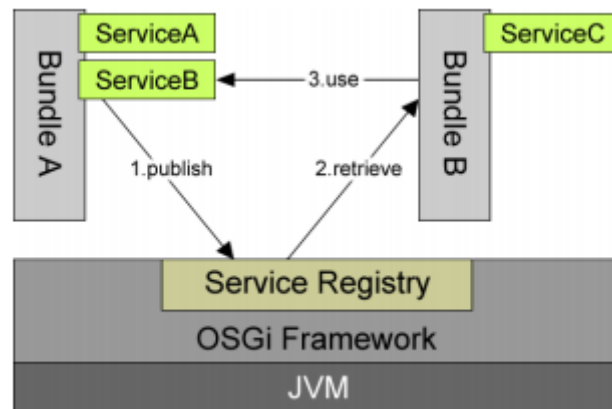 ServiceA
ServiceB
Bundle A
1.publish
2.retrieve
3.use
Bundle B
ServiceC
Service Registry
OSGi Framework
JVM